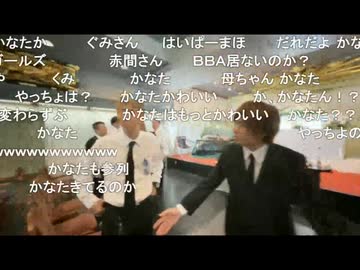 かなたか ぐみさん はいぱーまほ だれだよ かな
ゴールズ 赤間さん BBA居ないのか？
くみ かなた 母ちゃん かなた
やっちょは？ かなたかわいい か、かなたん！？
変わらずぶ かなたはもっとかわいい かなた？？
かなた やっちよの
wwwwwwwwwwww
かなたも参列
かなたきてるのか